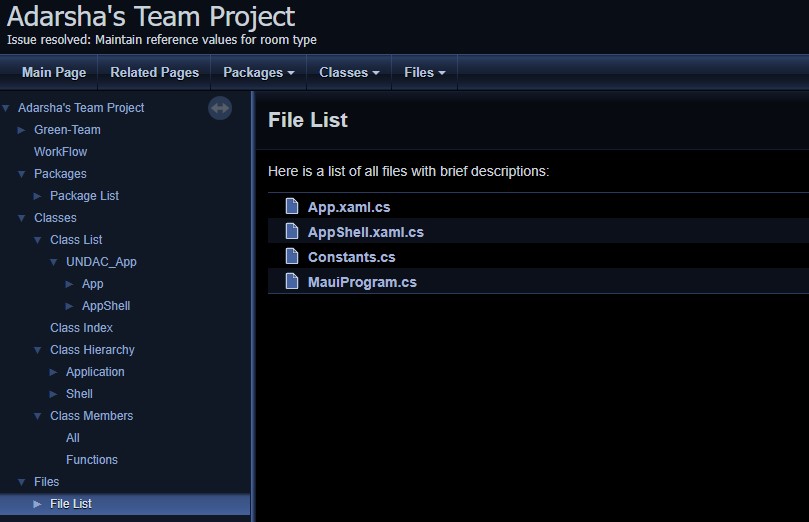 Adarsha's Team Project
Issue resolved: Maintain reference values for room type
Main Page Related Pages Packages Classes Files
Adarsha's Team Project
Green-Team
WorkFlow
Packages
Package List
Classes
Class List
UNDAC_App
App
AppShell
Class Index
Class Hierarchy
Application
Shell
Class Members
All
Functions
Files
File List
File List
Here is a list of all files with brief descriptions:
App.xaml.cs
AppShell.xaml.cs
Constants.cs
MauiProgram.cs